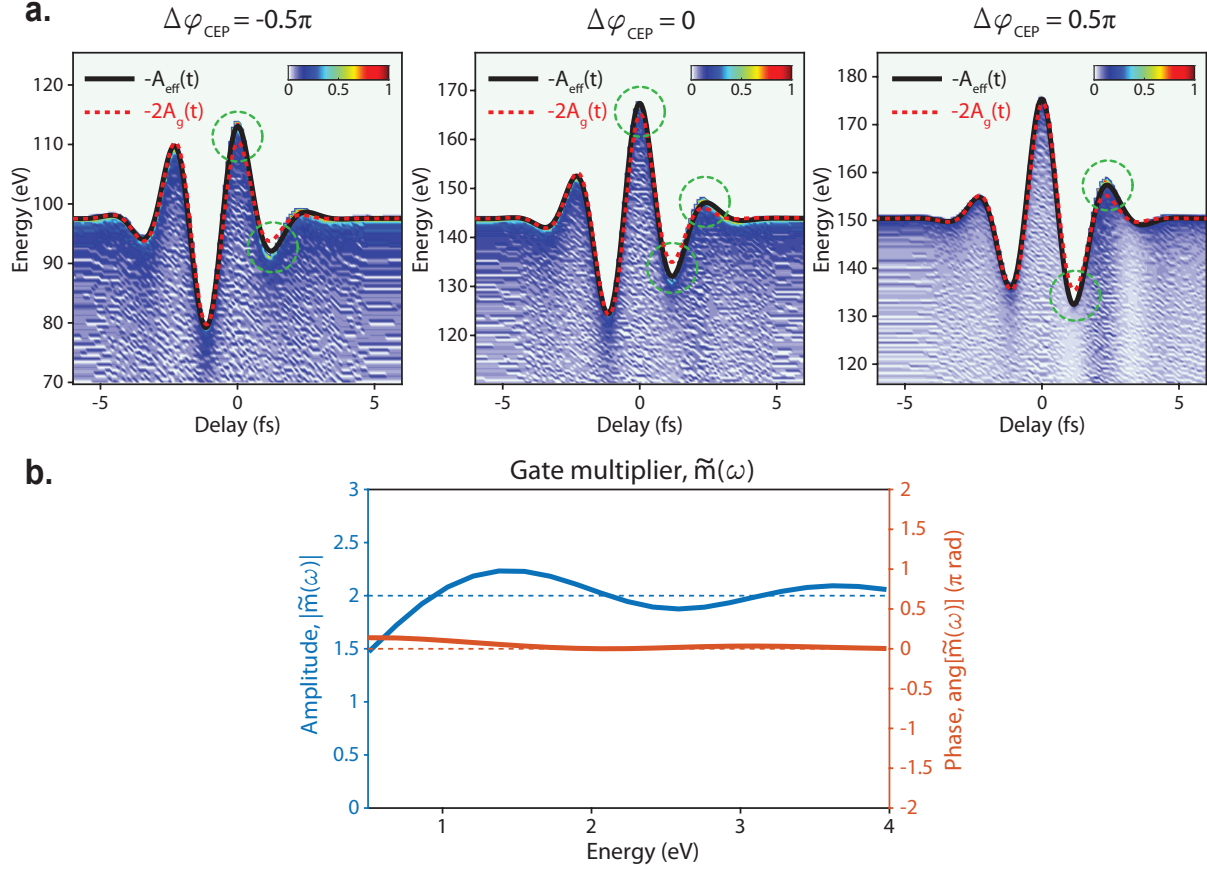 a.
Δφ_CEP = -0.5π
Δφ_CEP = 0
Δφ_CEP = 0.5π
-A_eff(t)
-2A_g(t)
0 0.5 1
Energy (eV)
120
110
100
90
80
70
-5 0 5
Delay (fs)
-A_eff(t)
-2A_g(t)
0 0.5 1
Energy (eV)
170
160
150
140
130
120
-5 0 5
Delay (fs)
-A_eff(t)
-2A_g(t)
0 0.5 1
Energy (eV)
180
170
160
150
140
130
120
-5 0 5
Delay (fs)
b.
Gate multiplier, m̃(ω)
Amplitude, |m̃(ω)|
3
2.5
2
1.5
1
0.5
0
Phase, ang[m̃(ω)] (π rad)
2
1.5
1
0.5
0
-0.5
-1
-1.5
-2
1 2 3 4
Energy (eV)